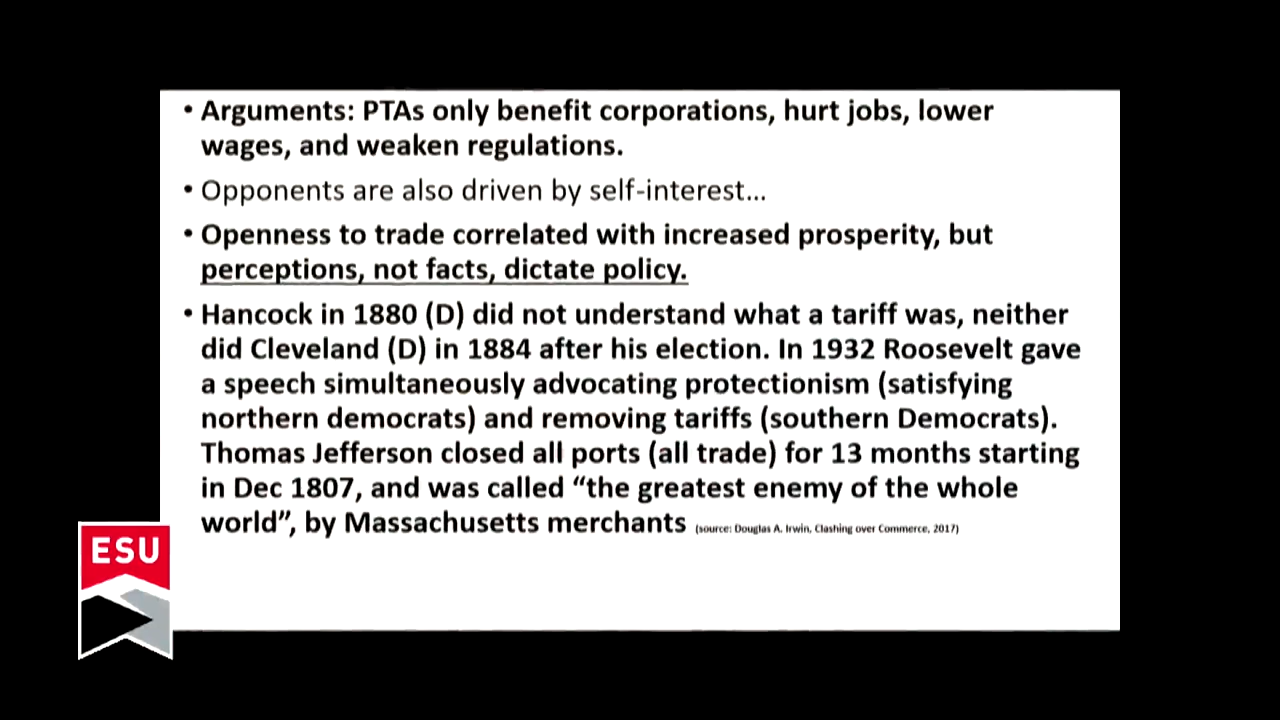 • Arguments: PTAs only benefit corporations, hurt jobs, lower
wages, and weaken regulations.
• Opponents are also driven by self-interest...
• Openness to trade correlated with increased prosperity, but
perceptions, not facts, dictate policy.
• Hancock in 1880 (D) did not understand what a tariff was, neither
did Cleveland (D) in 1884 after his election. In 1932 Roosevelt gave
a speech simultaneously advocating protectionism (satisfying
northern democrats) and removing tariffs (southern Democrats).
Thomas Jefferson closed all ports (all trade) for 13 months starting
in Dec 1807, and was called “the greatest enemy of the whole
world”, by Massachusetts merchants (source: Douglas A. Irwin, Clashing over Commerce, 2017)
ESU